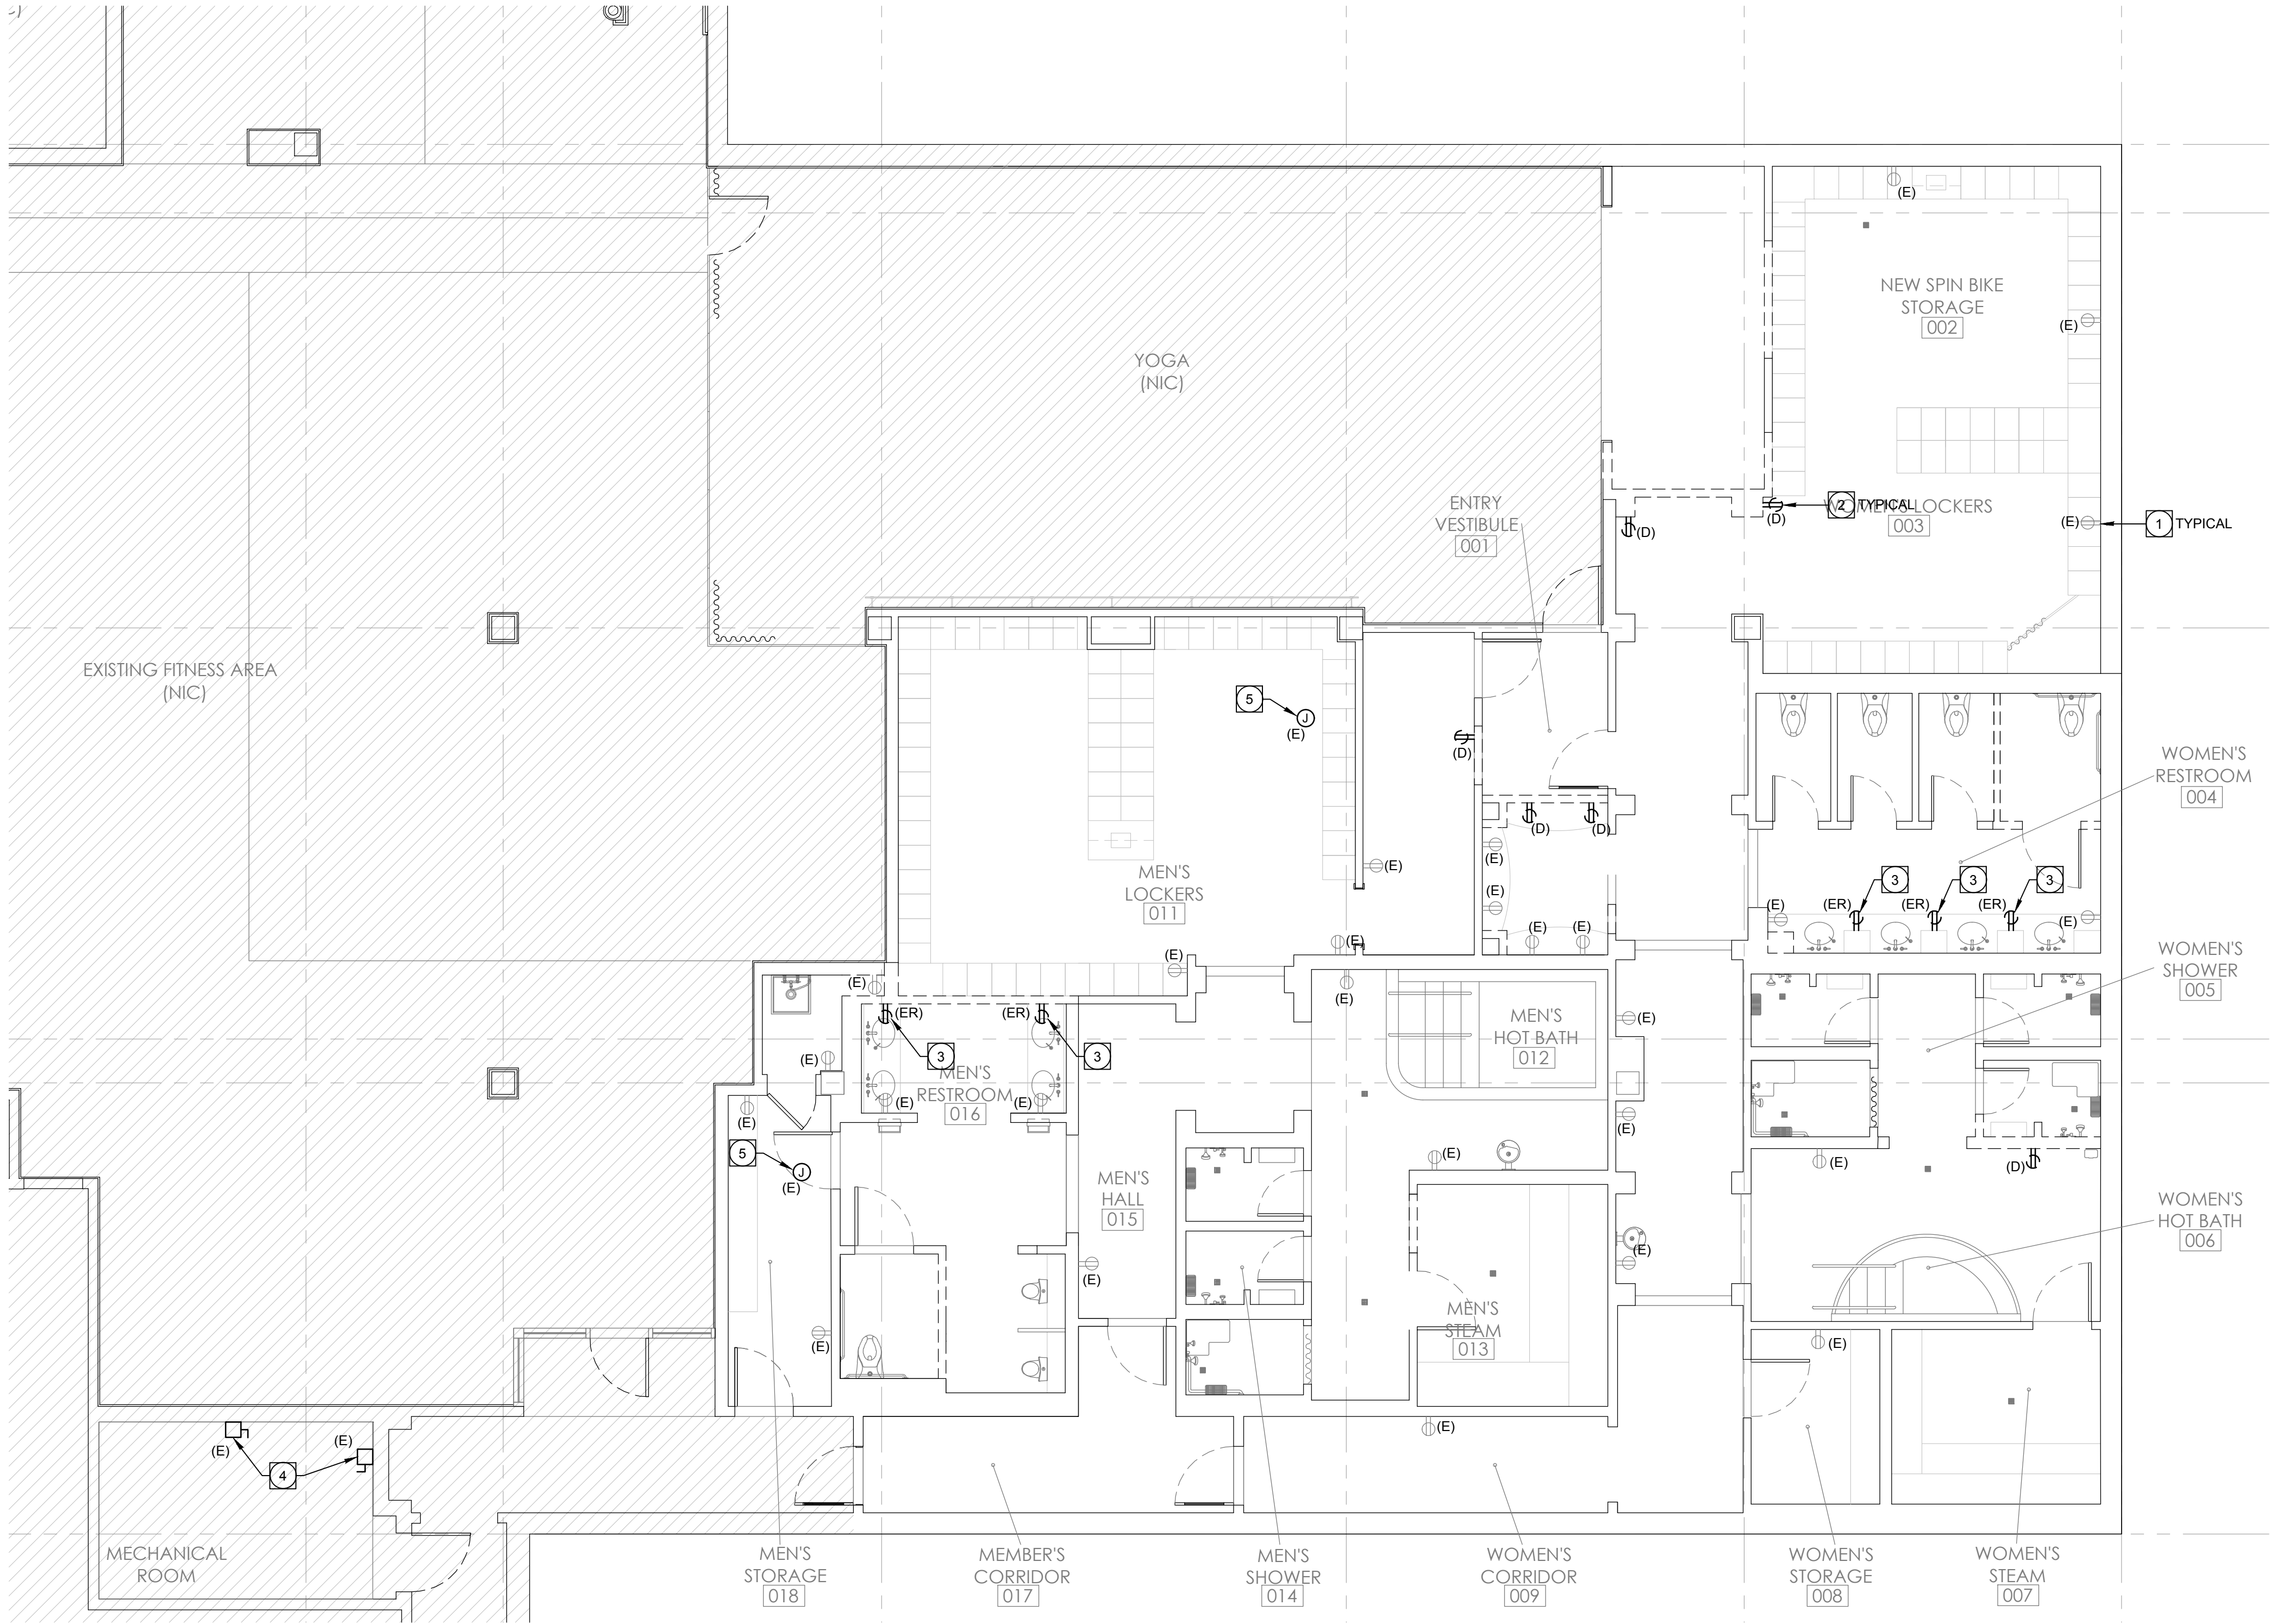 (E)
NEW SPIN BIKE
STORAGE
002
(E)
YOGA
(NIC)
ENTRY
VESTIBULE
001
(D)
(D)
2 TYPICAL
WOMEN'S LOCKERS
003
(E)
1 TYPICAL
EXISTING FITNESS AREA
(NIC)
5
J
(E)
(D)
WOMEN'S
RESTROOM
004
(D)
(D)
(E)
(E)
MEN'S
LOCKERS
011
(E)
3
3
3
(ER)
(ER)
(ER)
(E)
(E)
(E)
(E)
(E)
(E)
WOMEN'S
SHOWER
005
(E)
(E)
(ER)
(ER)
MEN'S
HOT BATH
012
(E)
(E)
3
3
MEN'S
RESTROOM
016
(E)
(E)
(E)
(E)
5
J
(E)
(E)
(E)
(D)
MEN'S
HALL
015
WOMEN'S
HOT BATH
006
(E)
(E)
MEN'S
STEAM
013
(E)
(E)
(E)
(E)
(E)
4
MECHANICAL
ROOM
MEN'S
STORAGE
018
MEMBER'S
CORRIDOR
017
MEN'S
SHOWER
014
WOMEN'S
CORRIDOR
009
WOMEN'S
STORAGE
008
WOMEN'S
STEAM
007